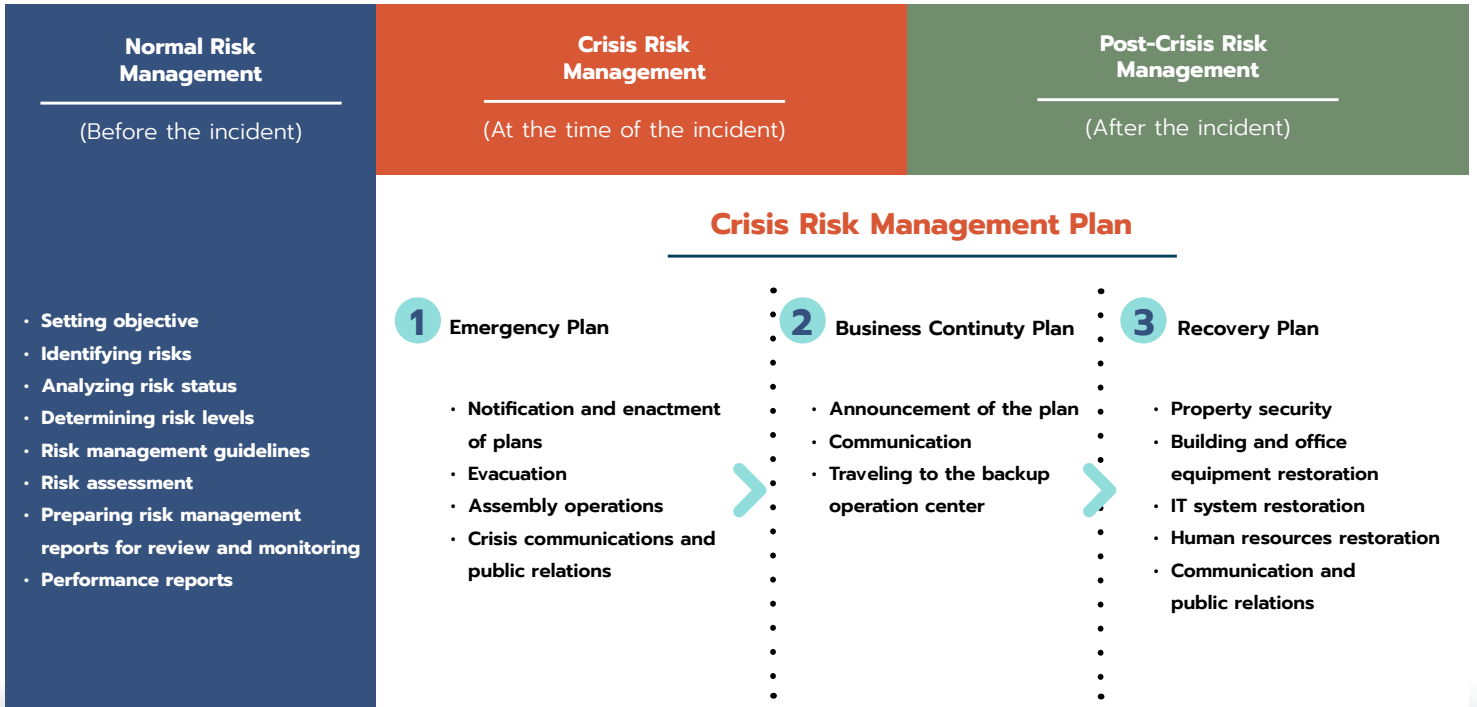 Normal Risk
Management
(Before the incident)
Crisis Risk
Management
(At the time of the incident)
Post-Crisis Risk
Management
(After the incident)
• Setting objective
• Identifying risks
• Analyzing risk status
• Determining risk levels
• Risk management guidelines
• Risk assessment
• Preparing risk management
reports for review and monitoring
• Performance reports
Crisis Risk Management Plan
1 Emergency Plan
• Notification and enactment
of plans
• Evacuation
• Assembly operations
• Crisis communications and
public relations
2 Business Continuty Plan
• Announcement of the plan
• Communication
• Traveling to the backup
operation center
3 Recovery Plan
• Property security
• Building and office
equipment restoration
• IT system restoration
• Human resources restoration
• Communication and
public relations